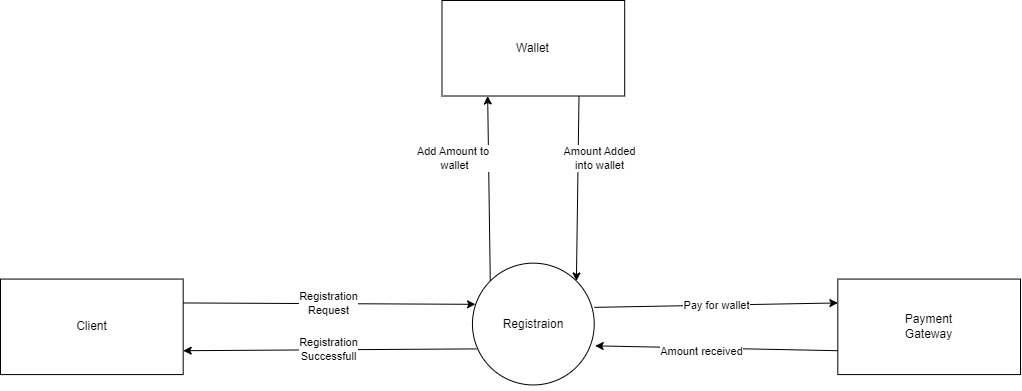 Wallet
Add Amount to
wallet
Amount Added
into wallet
Registration
Request
Client
Registration
Successfull
Registraion
Pay for wallet
Amount received
Payment
Gateway